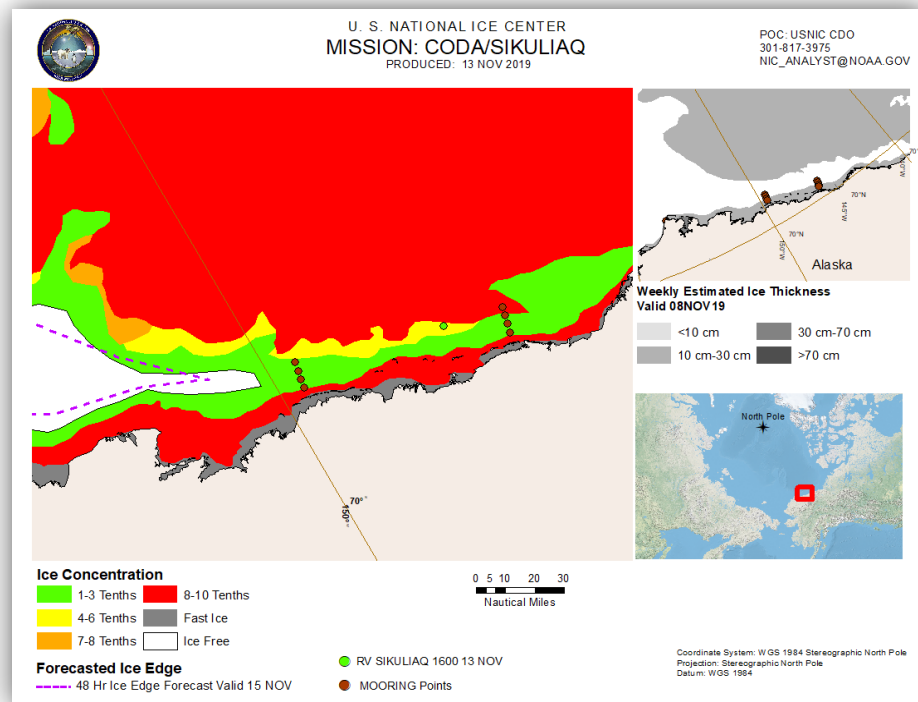 U. S. NATIONAL ICE CENTER
MISSION: CODA/SIKULIAQ
PRODUCED: 13 NOV 2019
POC: USNIC CDO
301-817-3975
NIC_ANALYST@NOAA.GOV
70°N
70°N
150°W
145°W
Alaska
Weekly Estimated Ice Thickness
Valid 08NOV19
<10 cm
30 cm-70 cm
10 cm-30 cm
>70 cm
North Pole
70°
150°
Ice Concentration
1-3 Tenths
8-10 Tenths
4-6 Tenths
Fast Ice
7-8 Tenths
Ice Free
Forecasted Ice Edge
48 Hr Ice Edge Forecast Valid 15 NOV
0 5 10 20 30
Nautical Miles
RV SIKULIAQ 1600 13 NOV
MOORING Points
Coordinate System: WGS 1984 Stereographic North Pole
Projection: Stereographic North Pole
Datum: WGS 1984